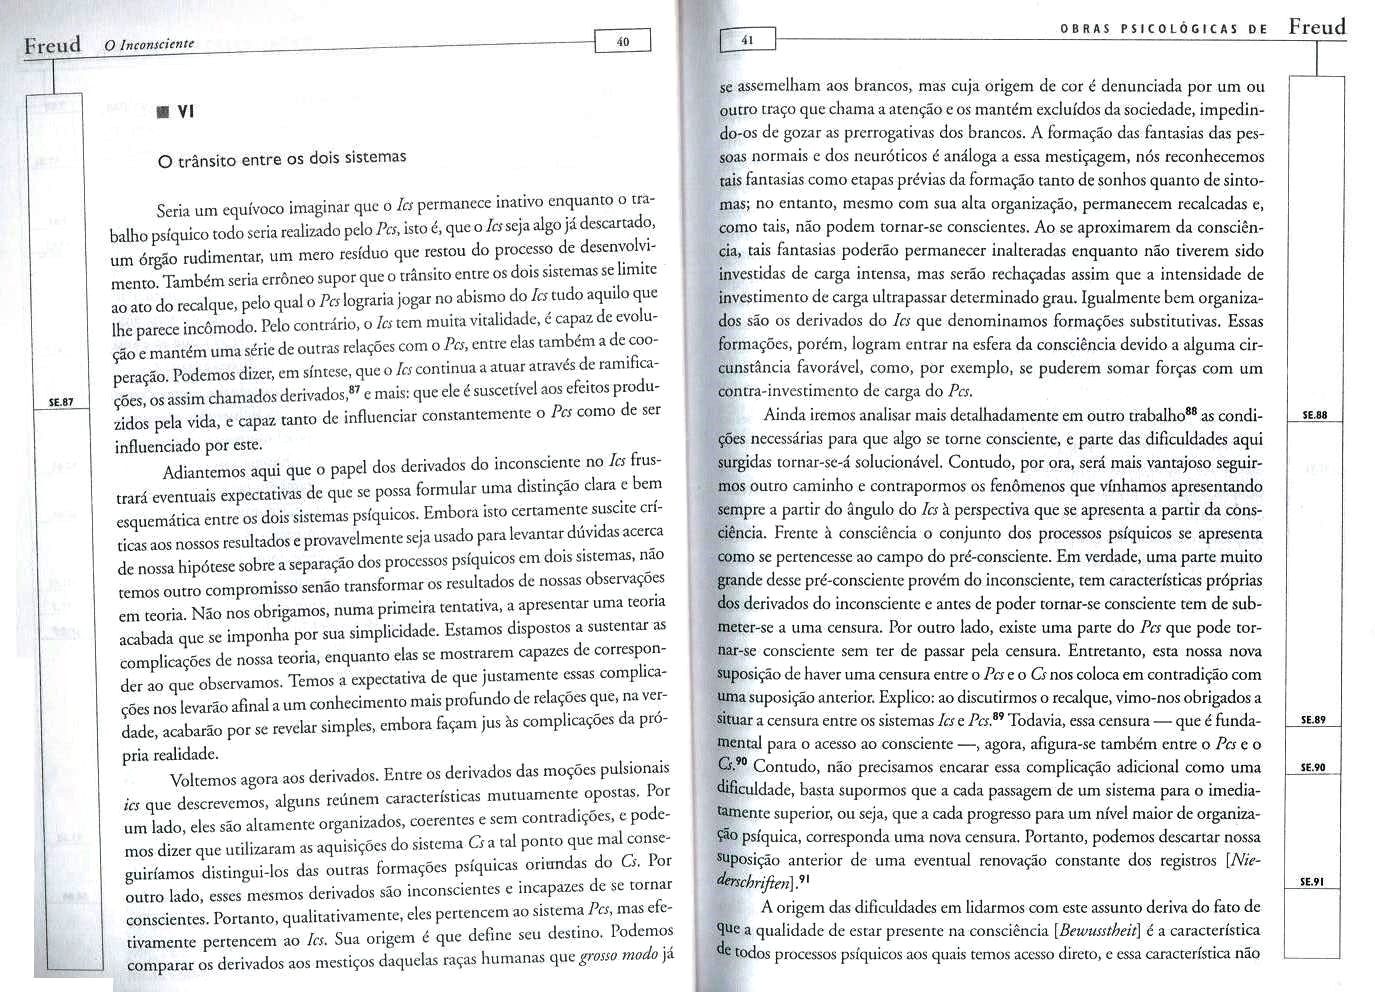 Freud O Inconsciente 40
■ VI
O trânsito entre os dois sistemas
Seria um equívoco imaginar que o Ics permanece inativo enquanto o tra-
balho psíquico todo seria realizado pelo Pcs, isto é, que o Ics seja algo já descartado,
um órgão rudimentar, um mero resíduo que restou do processo de desenvolvi-
mento. Também seria errôneo supor que o trânsito entre os dois sistemas se limite
ao ato do recalque, pelo qual o Pcs lograria jogar no abismo do Ics tudo aquilo que
lhe parece incômodo. Pelo contrário, o Ics tem muita vitalidade, é capaz de evolu-
ção e mantém uma série de outras relações com o Pcs, entre elas também a de coo-
peração. Podemos dizer, em síntese, que o Ics continua a atuar através de ramifica-
ções, os assim chamados derivados,87 e mais: que ele é suscetível aos efeitos produ-
SE.87
zidos pela vida, e capaz tanto de influenciar constantemente o Pcs como de ser
influenciado por este.
Adiantemos aqui que o papel dos derivados do inconsciente no Ics frus-
trará eventuais expectativas de que se possa formular uma distinção clara e bem
esquemática entre os dois sistemas psíquicos. Embora isto certamente suscite crí-
ticas aos nossos resultados e provavelmente seja usado para levantar dúvidas acerca
de nossa hipótese sobre a separação dos processos psíquicos em dois sistemas, não
temos outro compromisso senão transformar os resultados de nossas observações
em teoria. Não nos obrigamos, numa primeira tentativa, a apresentar uma teoria
acabada que se imponha por sua simplicidade. Estamos dispostos a sustentar as
complicações de nossa teoria, enquanto elas se mostrarem capazes de correspon-
der ao que observamos. Temos a expectativa de que justamente essas complica-
ções nos levarão afinal a um conhecimento mais profundo de relações que, na ver-
dade, acabarão por se revelar simples, embora façam jus às complicações da pró-
pria realidade.
Voltemos agora aos derivados. Entre os derivados das moções pulsionais
ics que descrevemos, alguns reúnem características mutuamente opostas. Por
um lado, eles são altamente organizados, coerentes e sem contradições, e pode-
mos dizer que utilizaram as aquisições do sistema Cs a tal ponto que mal conse-
guiríamos distingui-los das outras formações psíquicas oriundas do Cs. Por
outro lado, esses mesmos derivados são inconscientes e incapazes de se tornar
conscientes. Portanto, qualitativamente, eles pertencem ao sistema Pcs, mas efe-
tivamente pertencem ao Ics. Sua origem é que define seu destino. Podemos
comparar os derivados aos mestiços daquelas raças humanas que grosso modo já
41 OBRAS PSICOLÓGICAS DE Freud
se assemelham aos brancos, mas cuja origem de cor é denunciada por um ou
outro traço que chama a atenção e os mantém excluídos da sociedade, impedin-
do-os de gozar as prerrogativas dos brancos. A formação das fantasias das pes-
soas normais e dos neuróticos é análoga a essa mestiçagem, nós reconhecemos
tais fantasias como etapas prévias da formação tanto de sonhos quanto de sinto-
mas; no entanto, mesmo com sua alta organização, permanecem recalcadas e,
como tais, não podem tornar-se conscientes. Ao se aproximarem da consciên-
cia, tais fantasias poderão permanecer inalteradas enquanto não tiverem sido
investidas de carga intensa, mas serão rechaçadas assim que a intensidade de
investimento de carga ultrapassar determinado grau. Igualmente bem organiza-
dos são os derivados do Ics que denominamos formações substitutivas. Essas
formações, porém, logram entrar na esfera da consciência devido a alguma cir-
cunstância favorável, como, por exemplo, se puderem somar forças com um
contra-investimento de carga do Pcs.
Ainda iremos analisar mais detalhadamente em outro trabalho88 as condi-
SE.88
ções necessárias para que algo se torne consciente, e parte das dificuldades aqui
surgidas tornar-se-á solucionável. Contudo, por ora, será mais vantajoso seguir-
mos outro caminho e contrapormos os fenômenos que vínhamos apresentando
sempre a partir do ângulo do Ics à perspectiva que se apresenta a partir da cons-
ciência. Frente à consciência o conjunto dos processos psíquicos se apresenta
como se pertencesse ao campo do pré-consciente. Em verdade, uma parte muito
grande desse pré-consciente provém do inconsciente, tem características próprias
dos derivados do inconsciente e antes de poder tornar-se consciente tem de sub-
meter-se a uma censura. Por outro lado, existe uma parte do Pcs que pode tor-
nar-se consciente sem ter de passar pela censura. Entretanto, esta nossa nova
suposição de haver uma censura entre o Pcs e o Cs nos coloca em contradição com
uma suposição anterior. Explico: ao discutirmos o recalque, vimo-nos obrigados a
situar a censura entre os sistemas Ics e Pcs.89 Todavia, essa censura — que é funda-
SE.89
mental para o acesso ao consciente —, agora, afigura-se também entre o Pcs e o
Cs.90 Contudo, não precisamos encarar essa complicação adicional como uma
SE.90
dificuldade, basta supormos que a cada passagem de um sistema para o imedia-
tamente superior, ou seja, que a cada progresso para um nível maior de organiza-
ção psíquica, corresponda uma nova censura. Portanto, podemos descartar nossa
suposição anterior de uma eventual renovação constante dos registros [Nie-
derschriften].91
SE.91
A origem das dificuldades em lidarmos com este assunto deriva do fato de
que a qualidade de estar presente na consciência [Bewusstheit] é a característica
de todos processos psíquicos aos quais temos acesso direto, e essa característica não